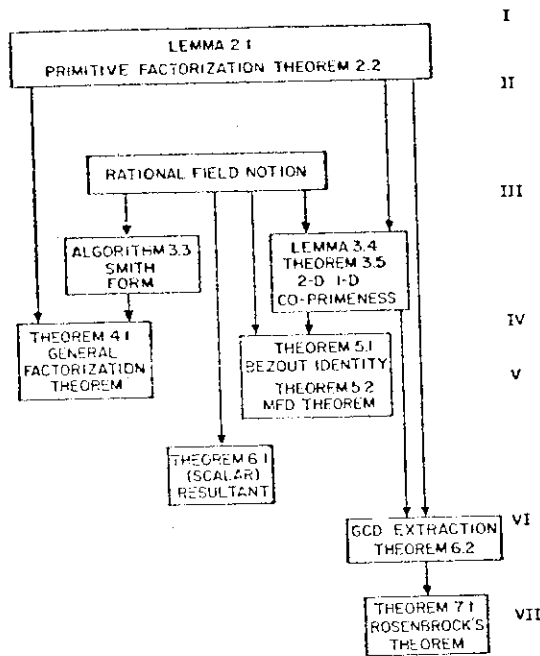 I
LEMMA 2.1
PRIMITIVE FACTORIZATION THEOREM 2.2
II
RATIONAL FIELD NOTION
III
ALGORITHM 3.3
SMITH
FORM
LEMMA 3.4
THEOREM 3.5
2-D 1-D
CO-PRIMENESS
IV
THEOREM 4.1
GENERAL
FACTORIZATION
THEOREM
THEOREM 5.1
BEZOUT IDENTITY
THEOREM 5.2
MFD THEOREM
V
THEOREM 6.1
(SCALAR)
RESULTANT
GCD EXTRACTION
THEOREM 6.2
VI
THEOREM 7.1
ROSENBROCK'S
THEOREM
VII